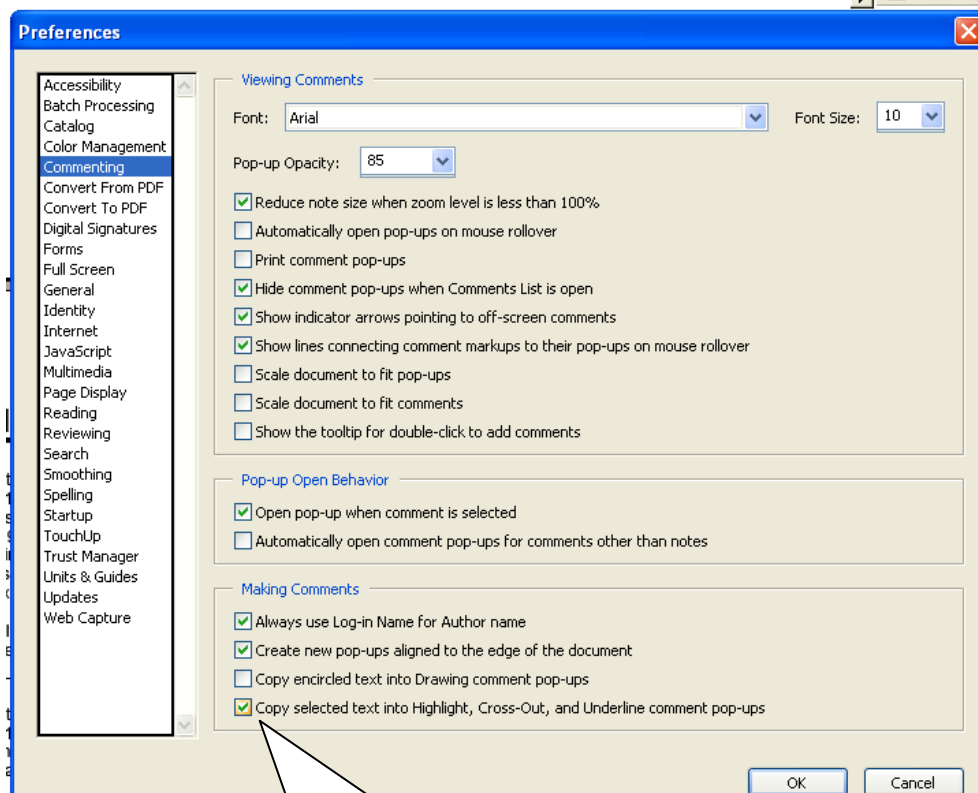 Preferences
Accessibility
Batch Processing
Catalog
Color Management
Commenting
Convert From PDF
Convert To PDF
Digital Signatures
Forms
Full Screen
General
Identity
Internet
JavaScript
Multimedia
Page Display
Reading
Reviewing
Search
Smoothing
Spelling
Startup
TouchUp
Trust Manager
Units & Guides
Updates
Web Capture
Viewing Comments
Font: Arial Font Size: 10
Pop-up Opacity: 85
Reduce note size when zoom level is less than 100%
Automatically open pop-ups on mouse rollover
Print comment pop-ups
Hide comment pop-ups when Comments List is open
Show indicator arrows pointing to off-screen comments
Show lines connecting comment markups to their pop-ups on mouse rollover
Scale document to fit pop-ups
Scale document to fit comments
Show the tooltip for double-click to add comments
Pop-up Open Behavior
Open pop-up when comment is selected
Automatically open comment pop-ups for comments other than notes
Making Comments
Always use Log-in Name for Author name
Create new pop-ups aligned to the edge of the document
Copy encircled text into Drawing comment pop-ups
Copy selected text into Highlight, Cross-Out, and Underline comment pop-ups
OK Cancel